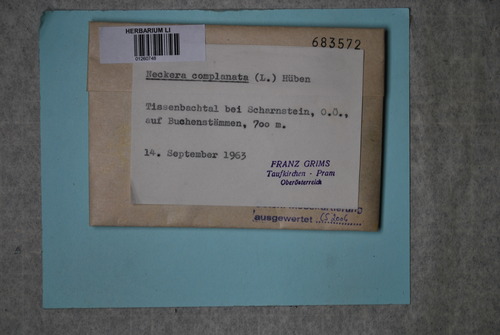 HERBARIUM LI
683572
Neckera complanata (L.) Hüben
Tissenbachtal bei Scharnstein, O.Ö.,
auf Buchenstämmen, 700 m.
14. September 1963
FRANZ GRIMS
Taufkirchen - Pram
Oberösterreich
ausgewertet